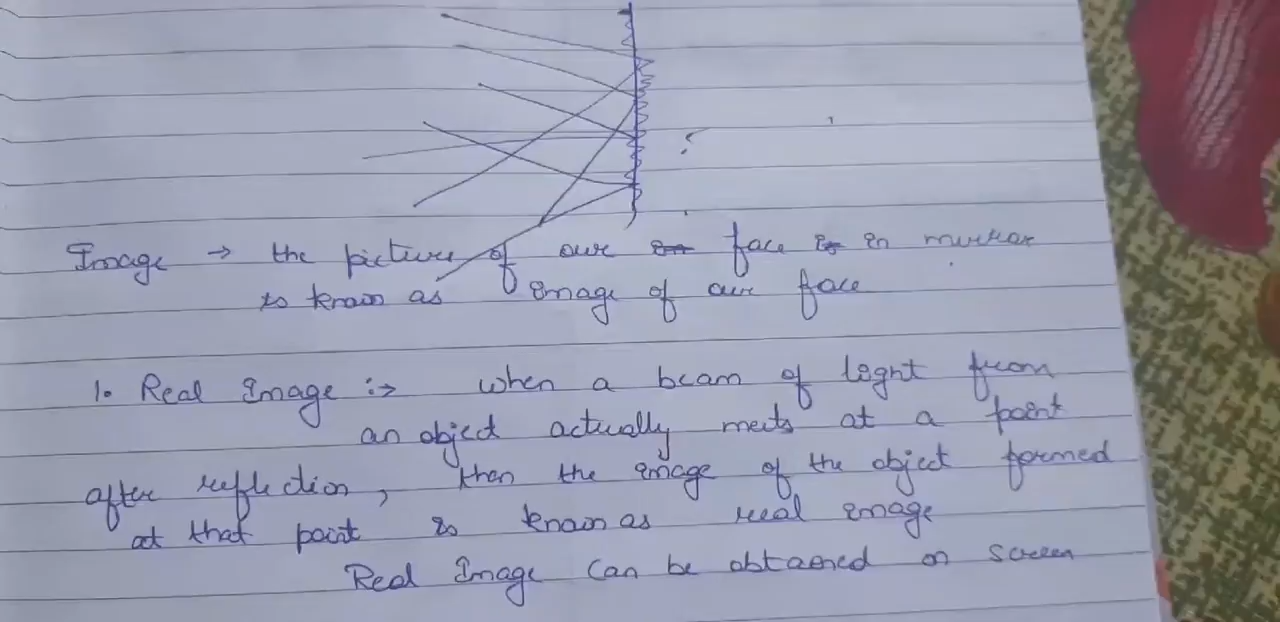 Image → the picture of our face in mirror
is known as image of our face
1. Real Image :→ when a beam of light from
an object actually meets at a point
after reflection, then the image of the object formed
at that point is known as real image
Real Image can be obtained on screen